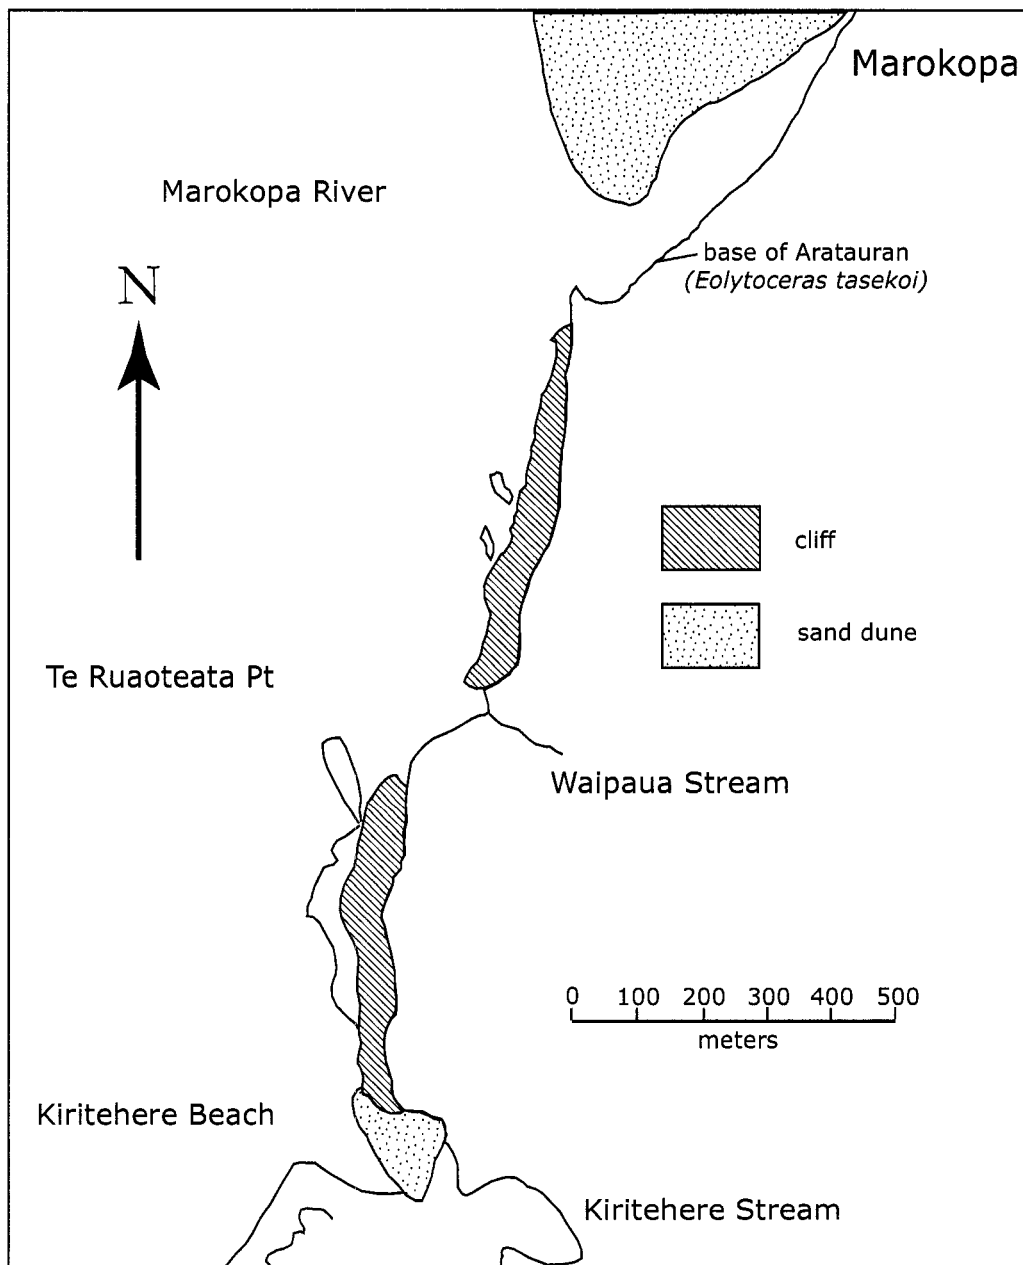 Marokopa
Marokopa River
base of Aratauran
(Eolytoceras tasekoi)
N
cliff
sand dune
Te Ruaoteata Pt
Waipaua Stream
0 100 200 300 400 500
meters
Kiritehere Beach
Kiritehere Stream